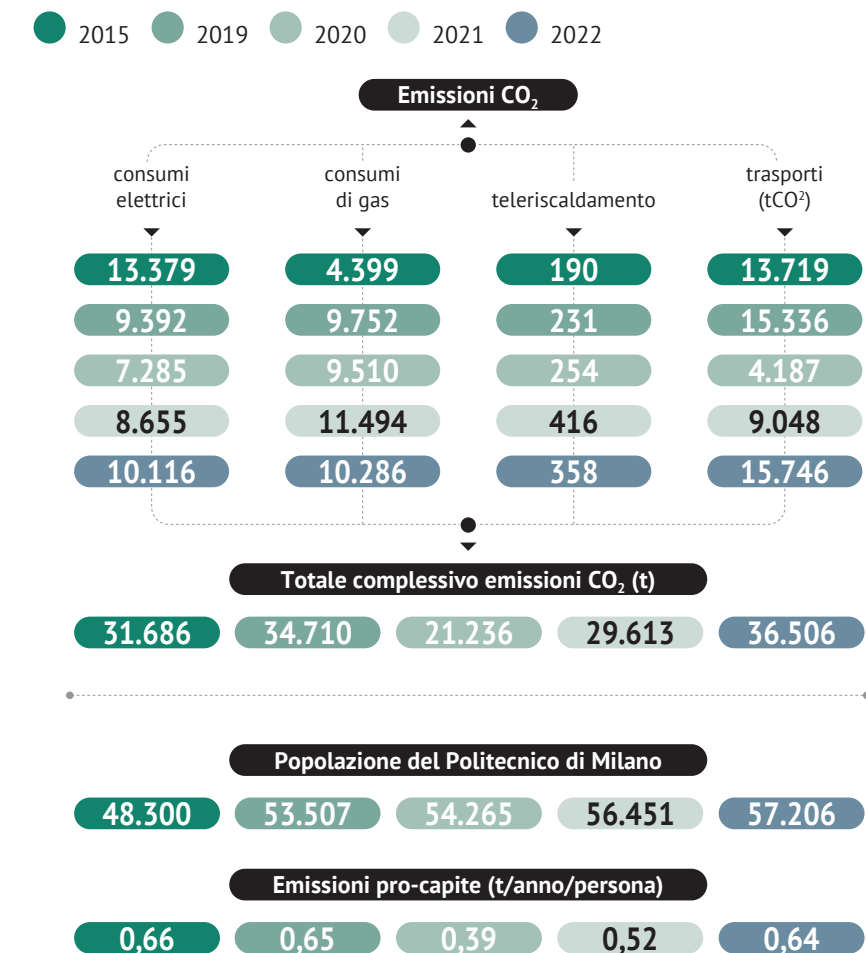 2015 2019 2020 2021 2022
Emissioni CO₂
consumi elettrici
consumi di gas
teleriscaldamento
trasporti (tCO²)
13.379 4.399 190 13.719
9.392 9.752 231 15.336
7.285 9.510 254 4.187
8.655 11.494 416 9.048
10.116 10.286 358 15.746
Totale complessivo emissioni CO₂ (t)
31.686 34.710 21.236 29.613 36.506
Popolazione del Politecnico di Milano
48.300 53.507 54.265 56.451 57.206
Emissioni pro-capite (t/anno/persona)
0,66 0,65 0,39 0,52 0,64